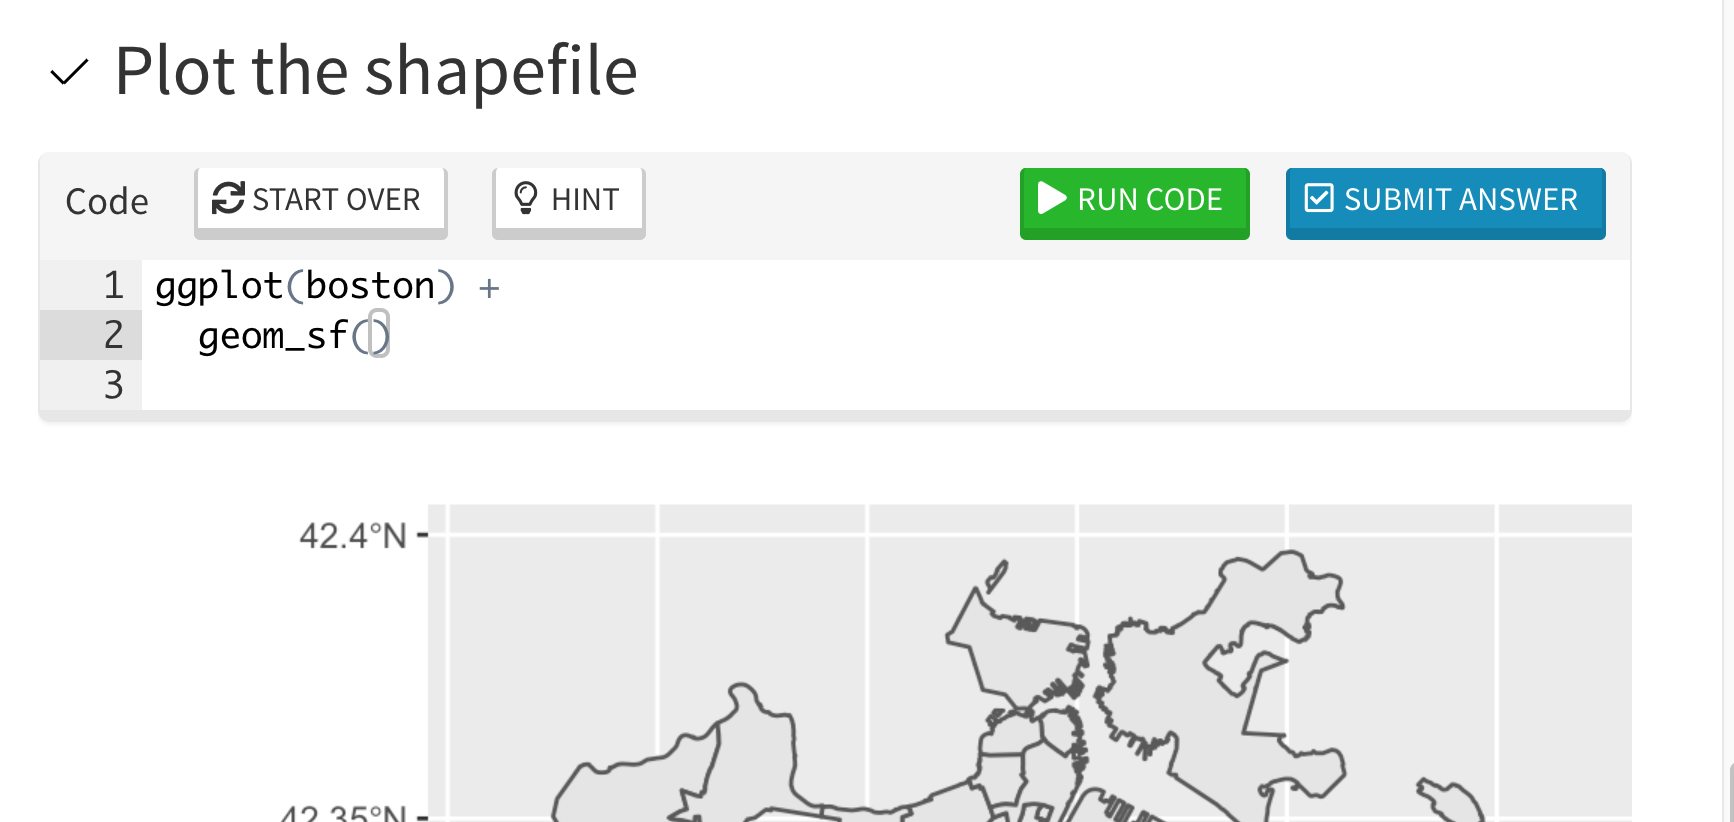 Plot the shapefile
Code START OVER HINT RUN CODE SUBMIT ANSWER
1 ggplot(boston) +
2 geom_sf()
3
42.4°N
42.35°N